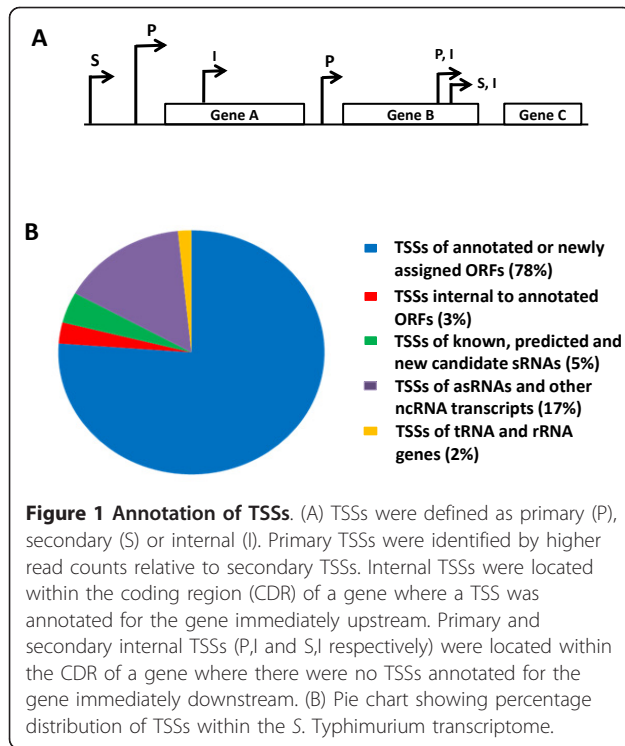 A
S
P
I
P
P, I
S, I
Gene A
Gene B
Gene C
B
TSSs of annotated or newly
assigned ORFs (78%)
TSSs internal to annotated
ORFs (3%)
TSSs of known, predicted and
new candidate sRNAs (5%)
TSSs of asRNAs and other
ncRNA transcripts (17%)
TSSs of tRNA and rRNA
genes (2%)
Figure 1 Annotation of TSSs. (A) TSSs were defined as primary (P),
secondary (S) or internal (I). Primary TSSs were identified by higher
read counts relative to secondary TSSs. Internal TSSs were located
within the coding region (CDR) of a gene where a TSS was
annotated for the gene immediately upstream. Primary and
secondary internal TSSs (P,I and S,I respectively) were located within
the CDR of a gene where there were no TSSs annotated for the
gene immediately downstream. (B) Pie chart showing percentage
distribution of TSSs within the S. Typhimurium transcriptome.